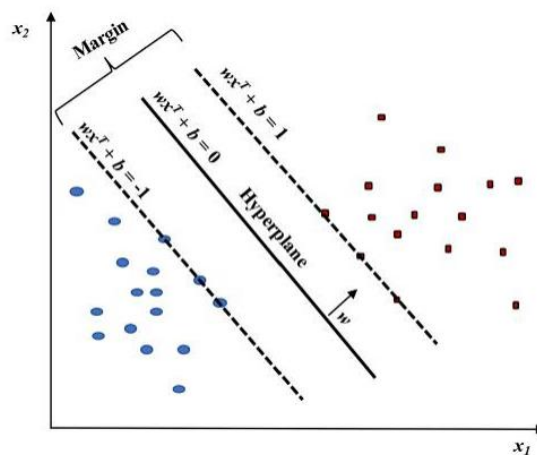 x₂
Margin
wxᵀ + b = 1
wxᵀ + b = 0
wxᵀ + b = -1
Hyperplane
w
x₁